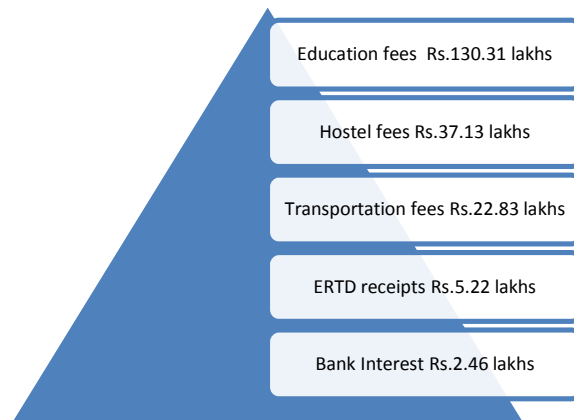 Education fees  Rs.130.31 lakhs
Hostel fees Rs.37.13 lakhs
Transportation fees Rs.22.83 lakhs
ERTD receipts Rs.5.22 lakhs
Bank Interest Rs.2.46 lakhs